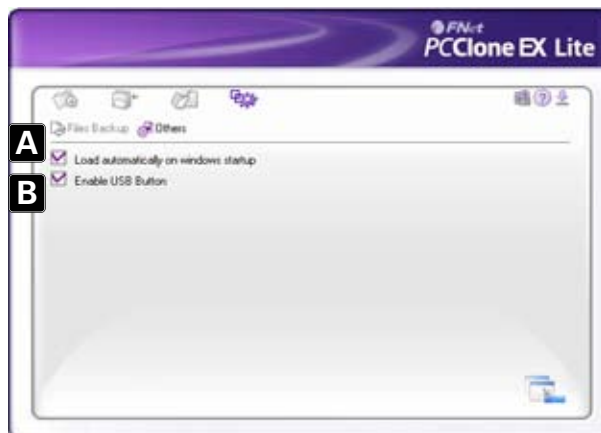 FNet
PCClone EX Lite
Files Backup Others
A Load automatically on windows startup
B Enable USB Button